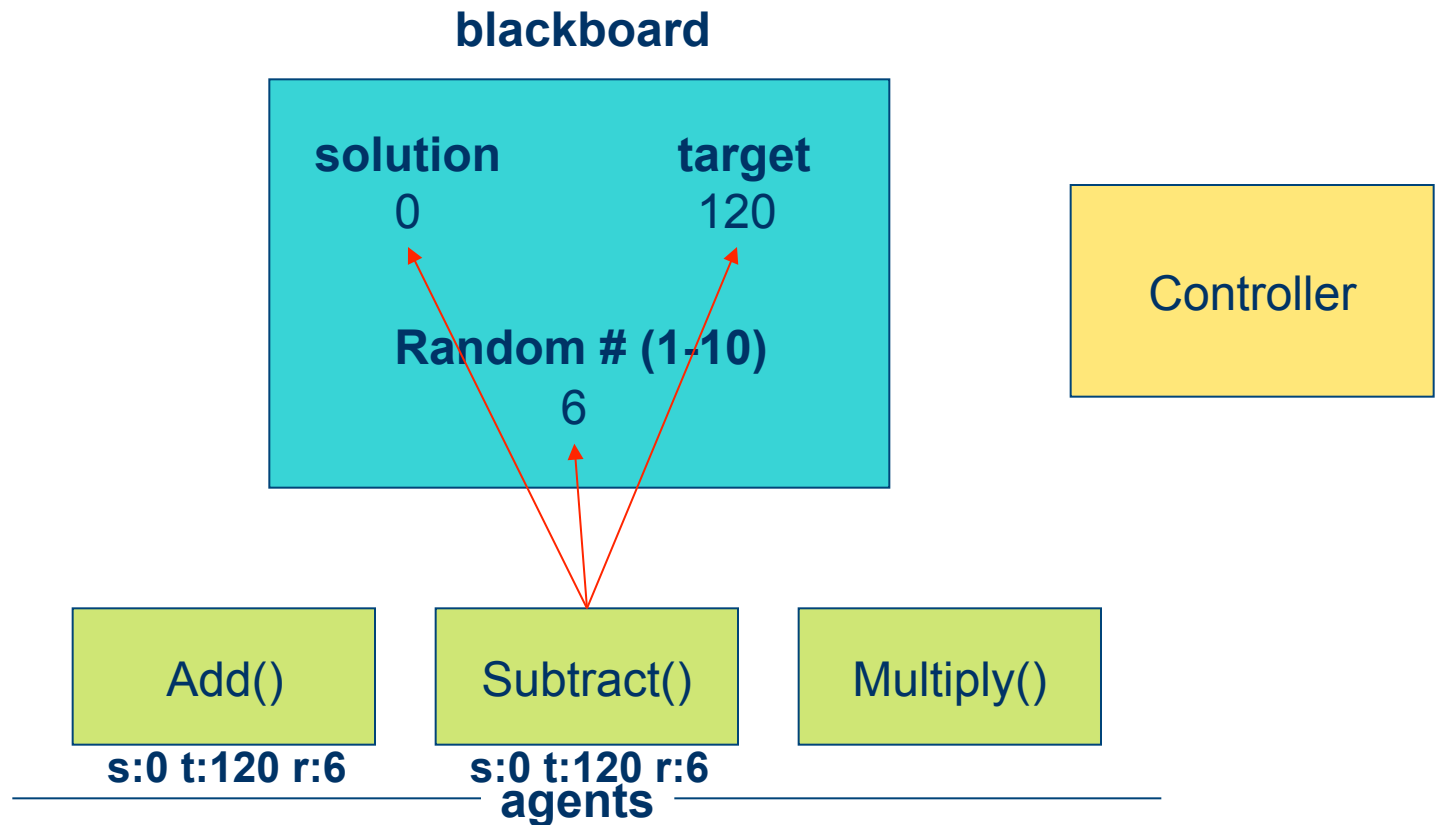 blackboard
solution target
0 120
Controller
Random # (1-10)
6
Add() Subtract() Multiply()
s:0 t:120 r:6 s:0 t:120 r:6
agents